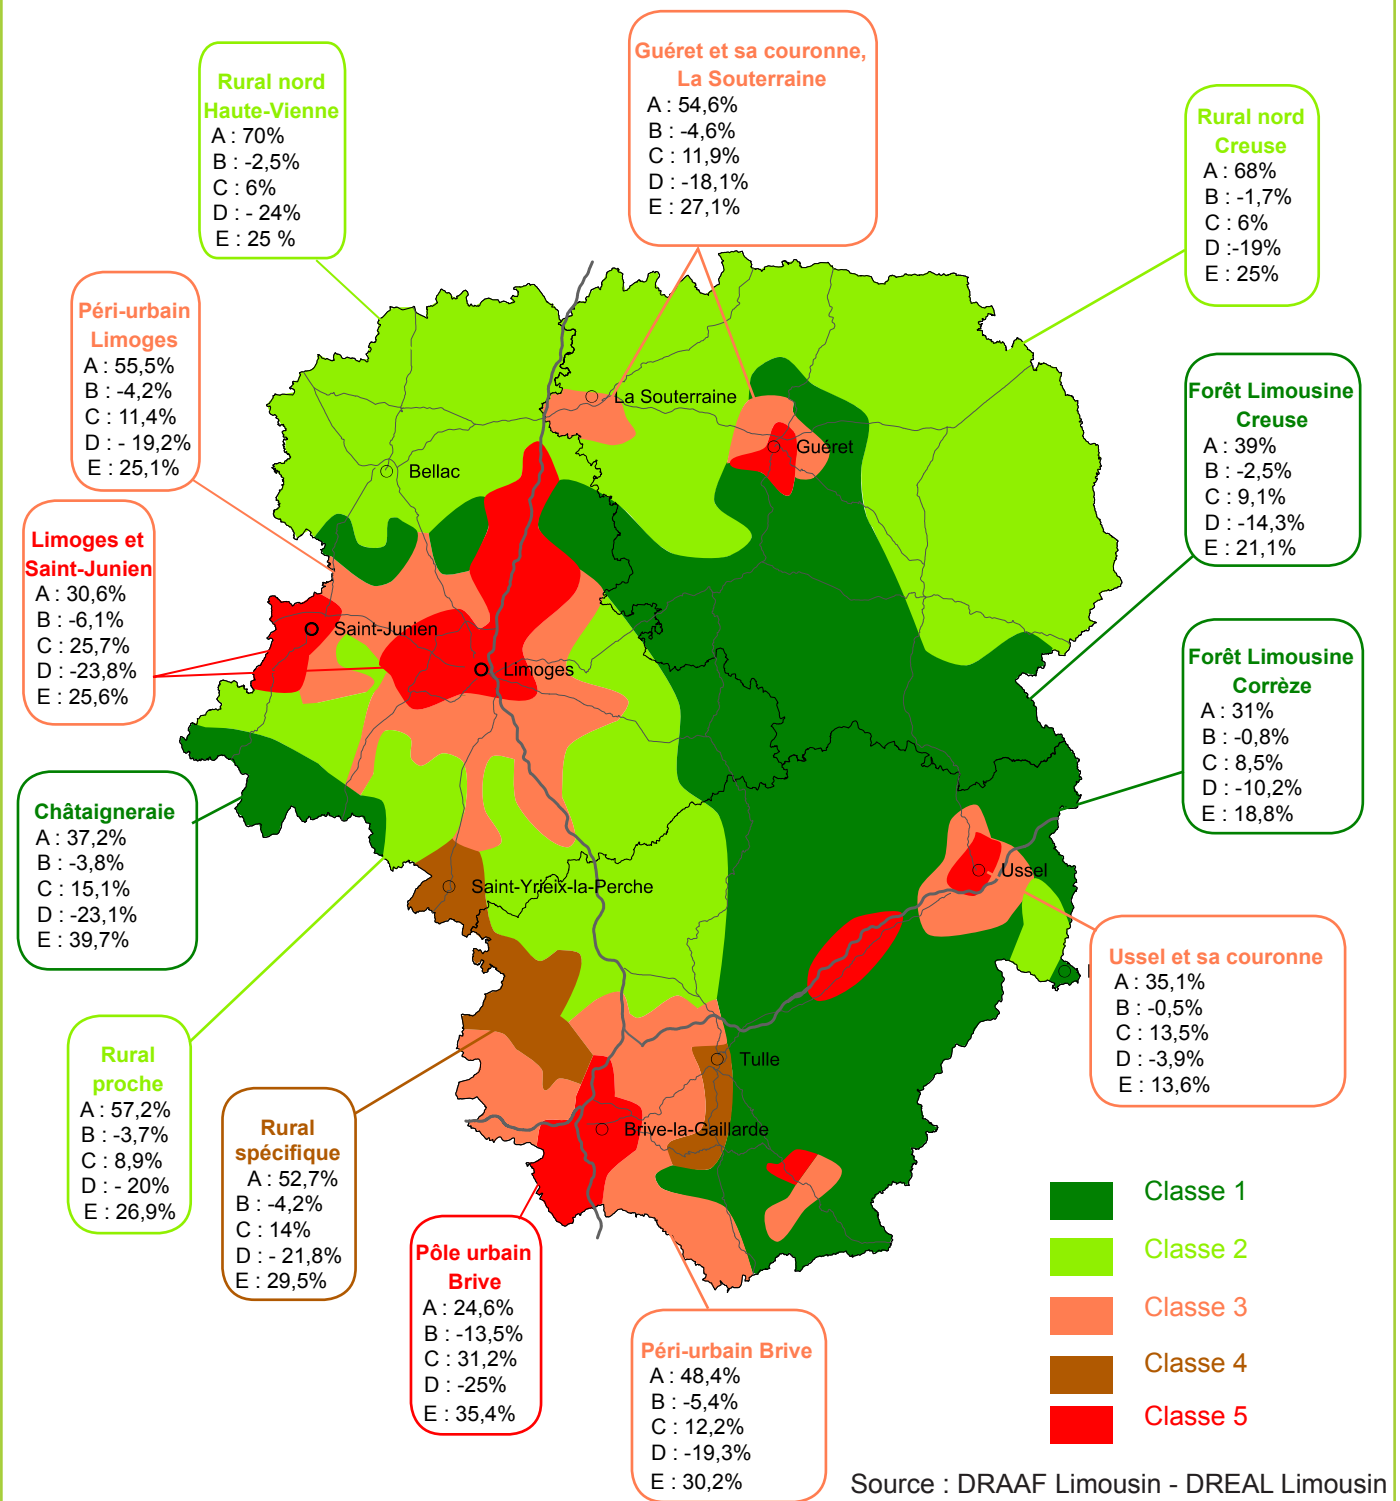 Rural nord
Haute-Vienne
A : 70%
B : -2,5%
C : 6%
D : - 24%
E : 25 %
Guéret et sa couronne,
La Souterraine
A : 54,6%
B : -4,6%
C : 11,9%
D : -18,1%
E : 27,1%
Rural nord
Creuse
A : 68%
B : -1,7%
C : 6%
D :-19%
E : 25%
Péri-urbain
Limoges
A : 55,5%
B : -4,2%
C : 11,4%
D : - 19,2%
E : 25,1%
Forêt Limousine
Creuse
A : 39%
B : -2,5%
C : 9,1%
D : -14,3%
E : 21,1%
Limoges et
Saint-Junien
A : 30,6%
B : -6,1%
C : 25,7%
D : -23,8%
E : 25,6%
Forêt Limousine
Corrèze
A : 31%
B : -0,8%
C : 8,5%
D : -10,2%
E : 18,8%
Châtaigneraie
A : 37,2%
B : -3,8%
C : 15,1%
D : -23,1%
E : 39,7%
Ussel et sa couronne
A : 35,1%
B : -0,5%
C : 13,5%
D : -3,9%
E : 13,6%
Rural
proche
A : 57,2%
B : -3,7%
C : 8,9%
D : - 20%
E : 26,9%
Rural
spécifique
A : 52,7%
B : -4,2%
C : 14%
D : - 21,8%
E : 29,5%
Pôle urbain
Brive
A : 24,6%
B : -13,5%
C : 31,2%
D : -25%
E : 35,4%
Péri-urbain Brive
A : 48,4%
B : -5,4%
C : 12,2%
D : -19,3%
E : 30,2%
La Souterraine
Guéret
Bellac
Saint-Junien
Limoges
Ussel
Saint-Yrieix-la-Perche
Tulle
Brive-la-Gaillarde
Classe 1
Classe 2
Classe 3
Classe 4
Classe 5
Source : DRAAF Limousin - DREAL Limousin